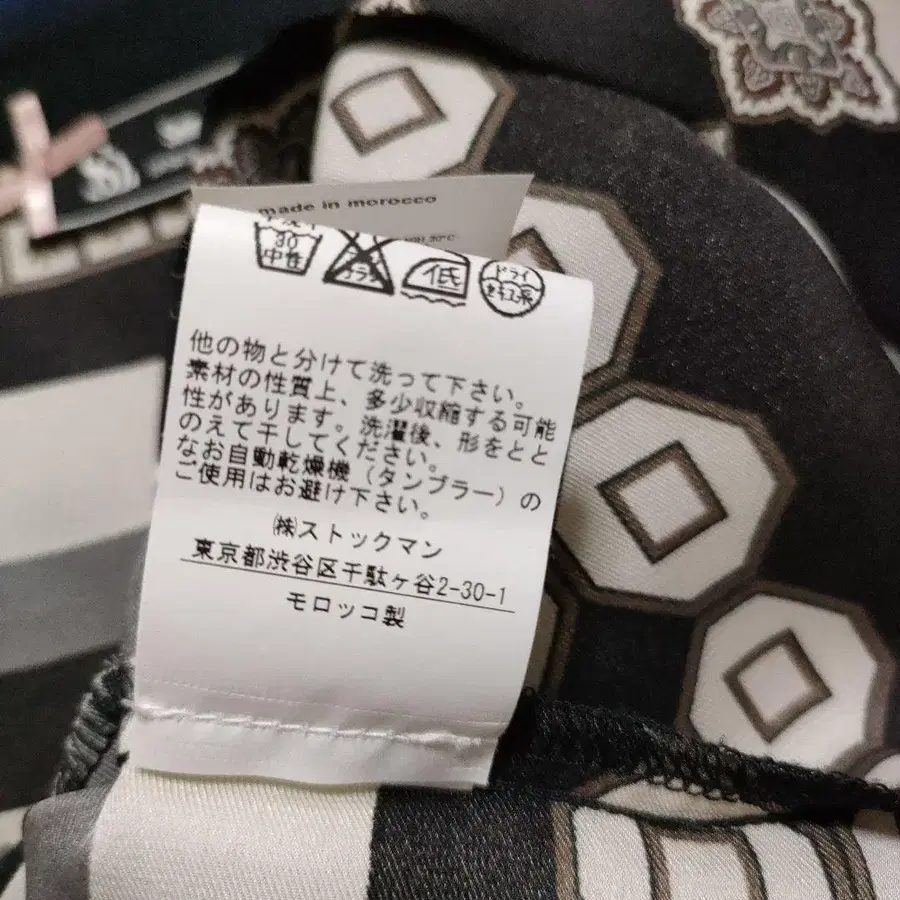 made in morocco
30 中性
低
ドライ
セキユ系
他の物と分けて洗って下さい。
素材の性質上、多少収縮する可能
性があります。洗濯後、形をとと
のえて干してください。
なお自動乾燥機（タンブラー）の
ご使用はお避け下さい。
㈱ストックマン
東京都渋谷区千駄ヶ谷2-30-1
モロッコ製